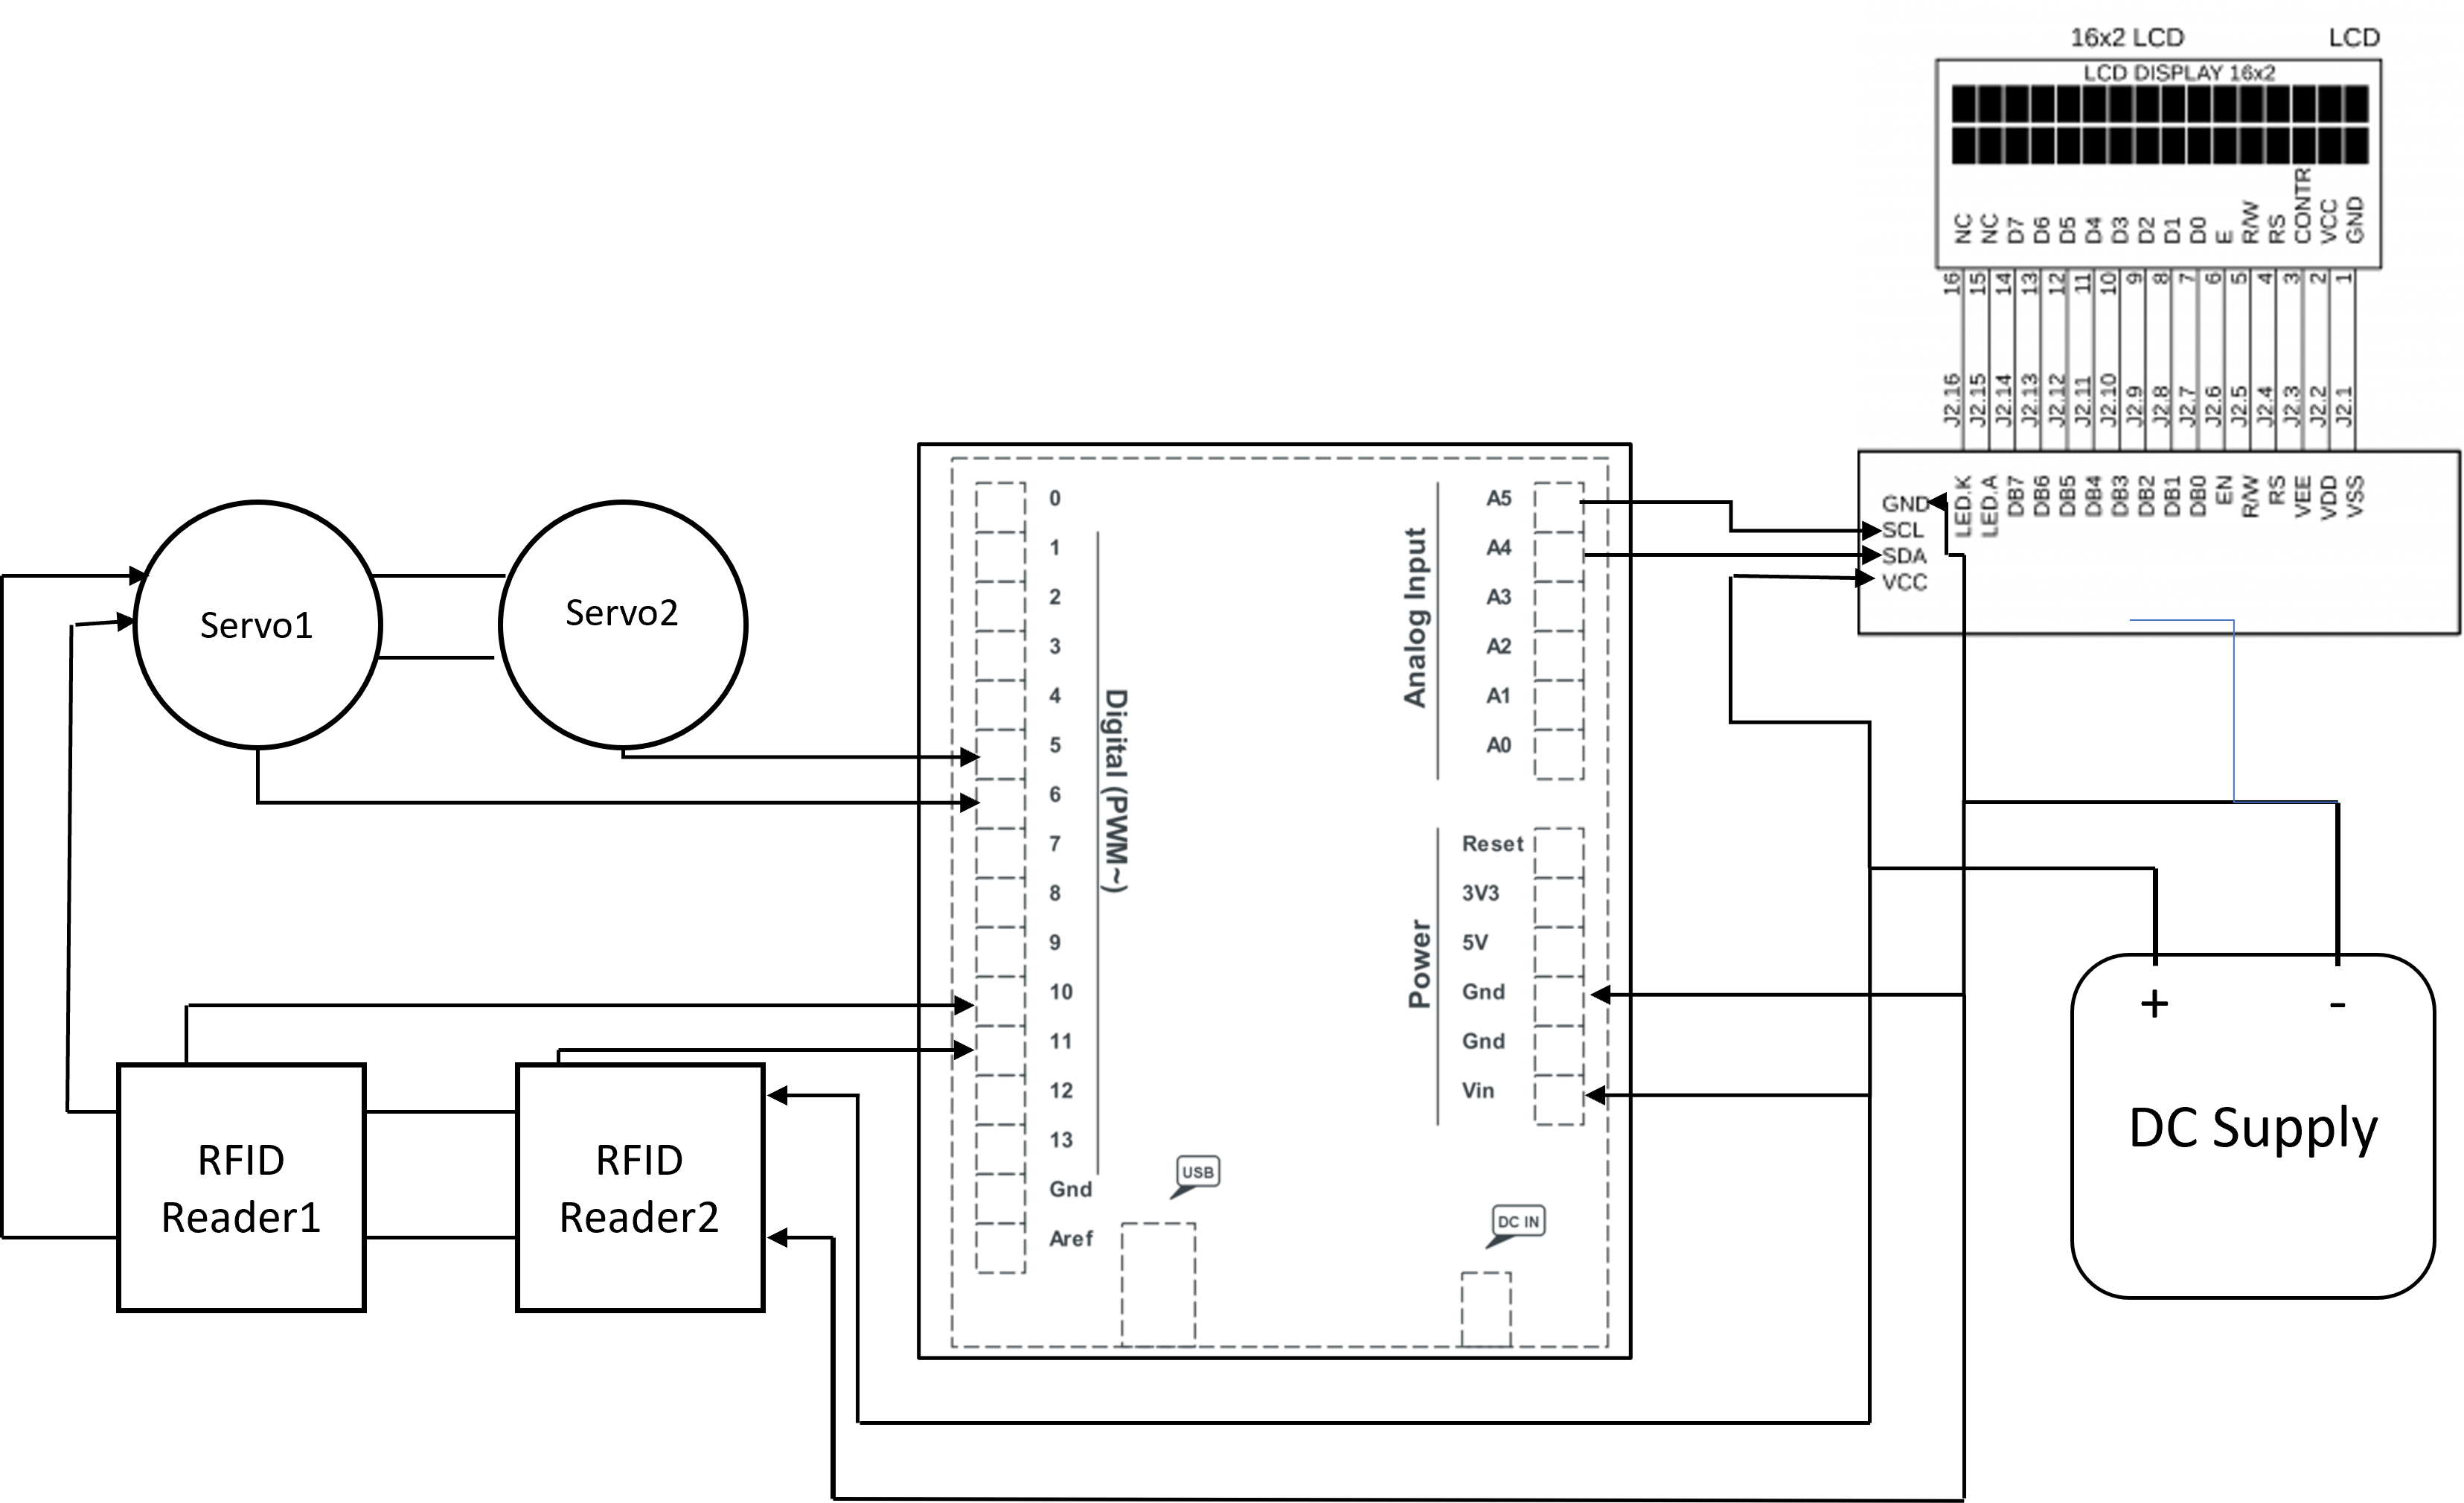 16x2 LCD LCD
LCD DISPLAY 16x2
NC NC D7 D6 D5 D4 D3 D2 D1 D0 E R/W RS CONTR VCC GND
16 15 14 13 12 11 10 9 8 7 6 5 4 3 2 1
J2.16 J2.15 J2.14 J2.13 J2.12 J2.11 J2.10 J2.9 J2.8 J2.7 J2.6 J2.5 J2.4 J2.3 J2.2 J2.1
LED.K LED.A DB7 DB6 DB5 DB4 DB3 DB2 DB1 DB0 EN R/W RS VEE VDD VSS
GND
SCL
SDA
VCC
Servo1
Servo2
0
1
2
3
4
5
6
7
8
9
10
11
12
13
Gnd
Aref
Digital (PWM~)
Analog Input
A5
A4
A3
A2
A1
A0
Power
Reset
3V3
5V
Gnd
Gnd
Vin
USB
DC IN
RFID
Reader1
RFID
Reader2
+ -
DC Supply